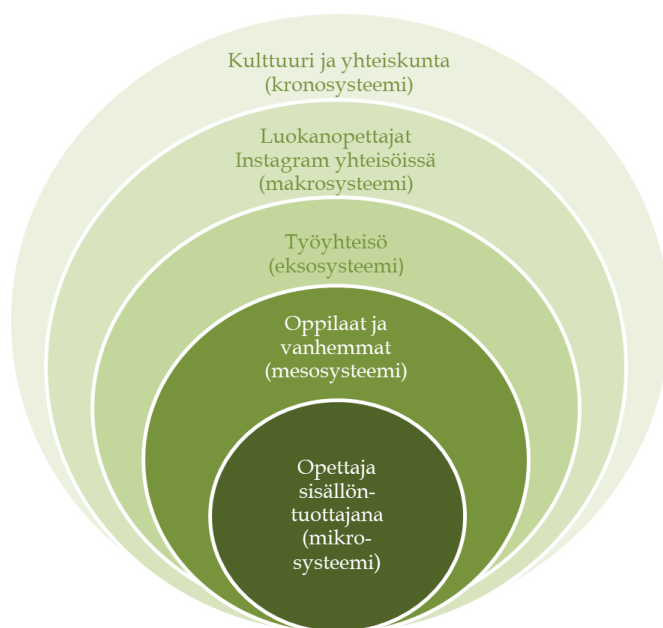 Kulttuuri ja yhteiskunta
(kronosysteemi)
Luokanopettajat
Instagram yhteisöissä
(makrosysteemi)
Työyhteisö
(eksosysteemi)
Oppilaat ja
vanhemmat
(mesosysteemi)
Opettaja
sisällön-
tuottajana
(mikro-
systeemi)